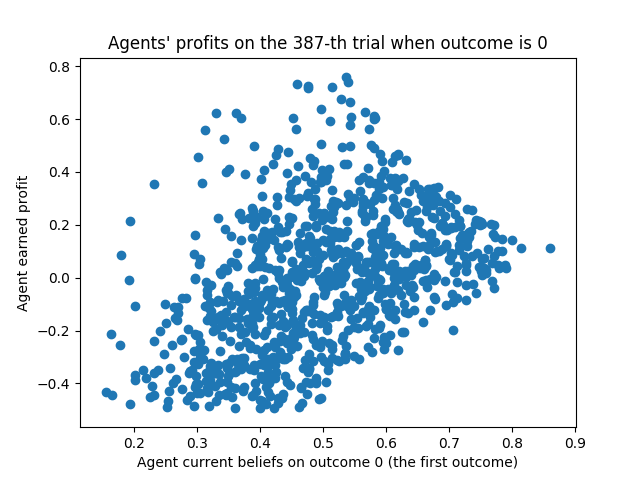 Agents' profits on the 387-th trial when outcome is 0
Agent earned profit
0.8
0.6
0.4
0.2
0.0
−0.2
−0.4
0.2 0.3 0.4 0.5 0.6 0.7 0.8 0.9
Agent current beliefs on outcome 0 (the first outcome)